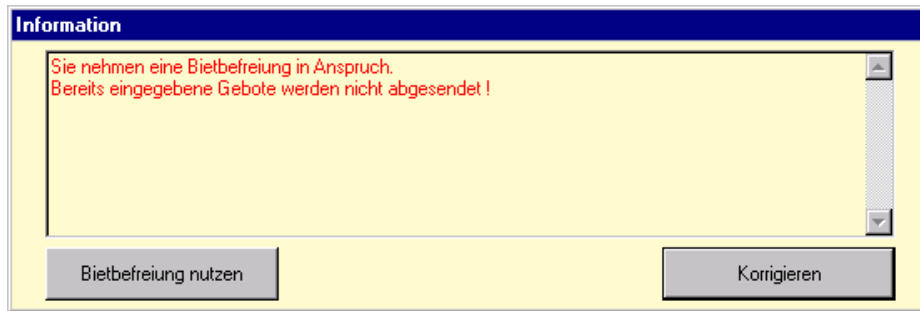 Information
Sie nehmen eine Bietbefreiung in Anspruch.
Bereits eingegebene Gebote werden nicht abgesendet !
Bietbefreiung nutzen
Korrigieren